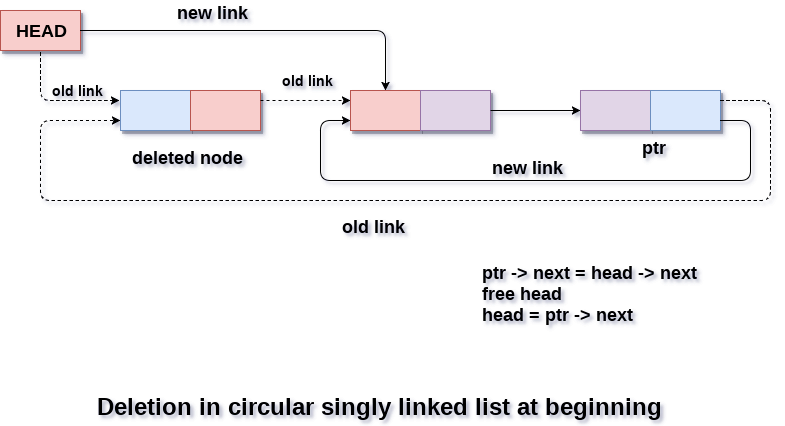 new link
HEAD
old link
old link
deleted node
ptr
new link
old link
ptr -> next = head -> next
free head
head = ptr -> next
Deletion in circular singly linked list at beginning